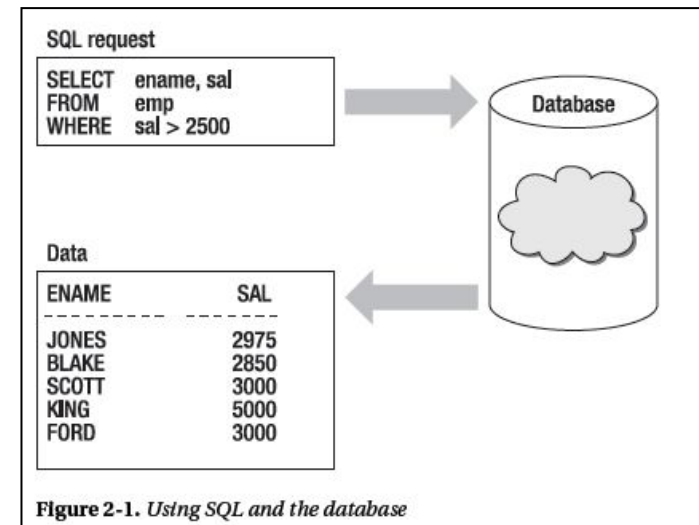 SQL request
SELECT ename, sal
FROM emp
WHERE sal > 2500
Database
Data
ENAME SAL
--------- -------
JONES 2975
BLAKE 2850
SCOTT 3000
KING 5000
FORD 3000
Figure 2-1. Using SQL and the database